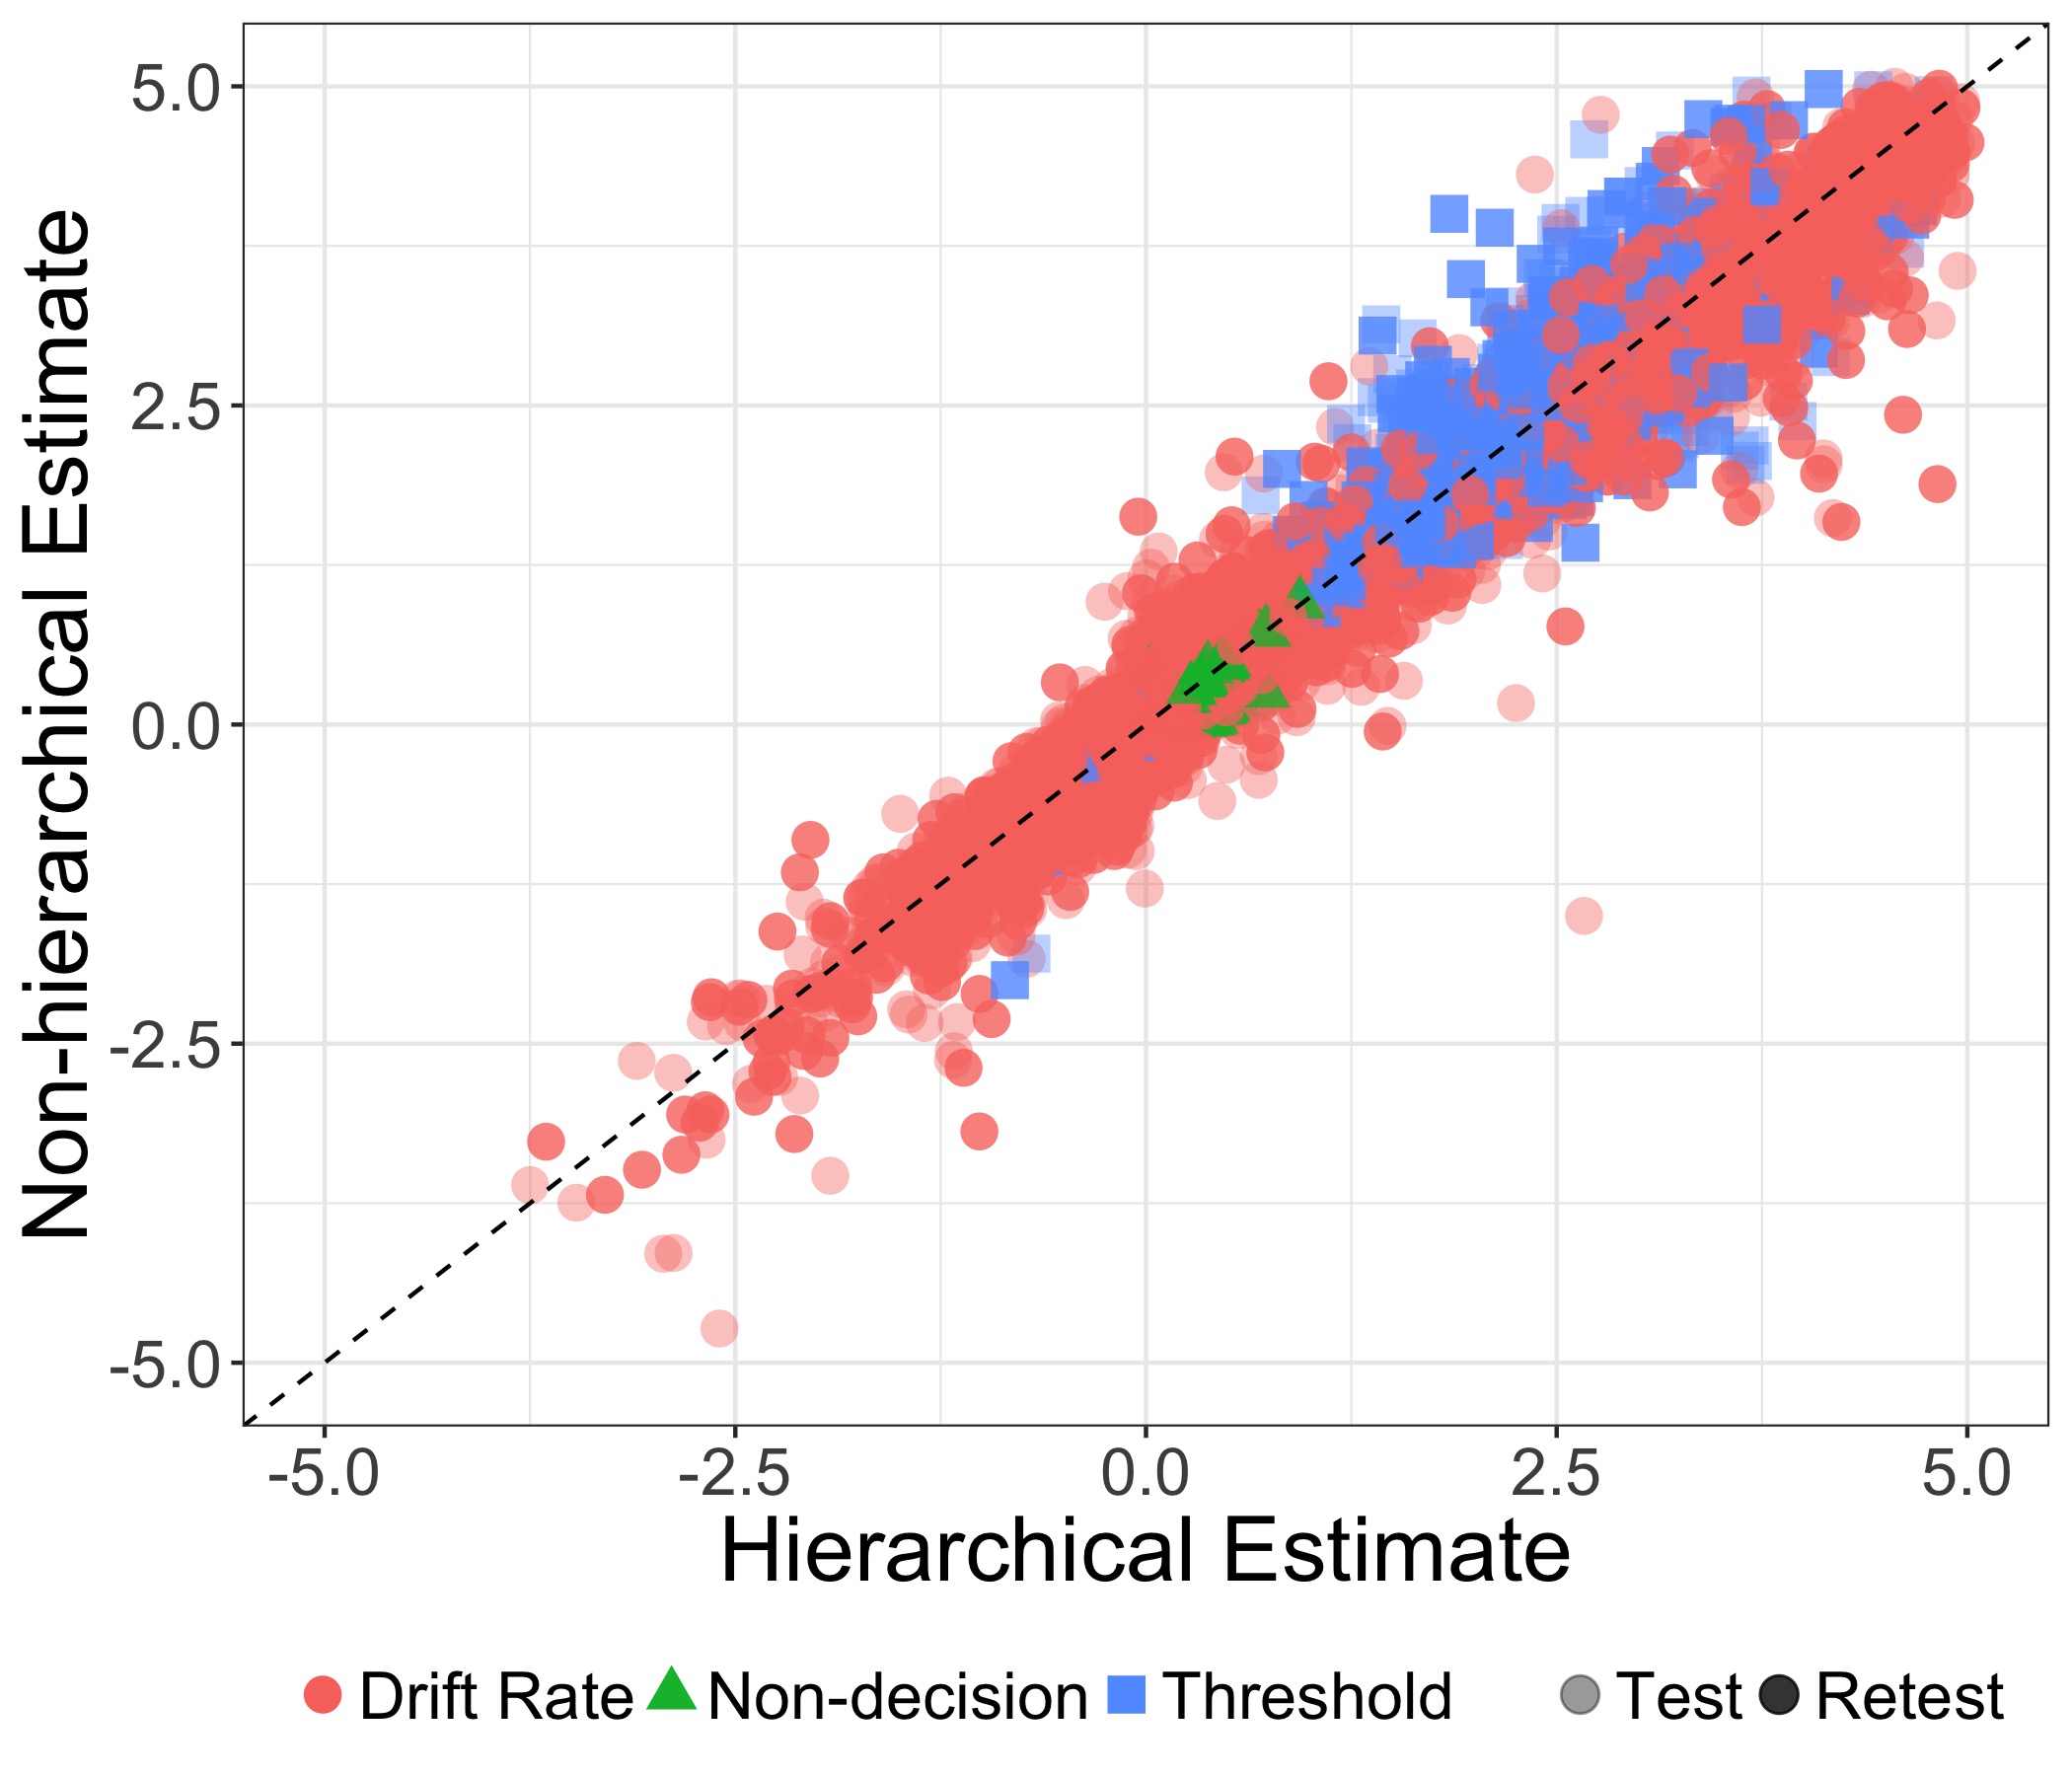 Non-hierarchical Estimate
5.0
2.5
0.0
-2.5
-5.0
-5.0 -2.5 0.0 2.5 5.0
Hierarchical Estimate
Drift Rate Non-decision Threshold Test Retest